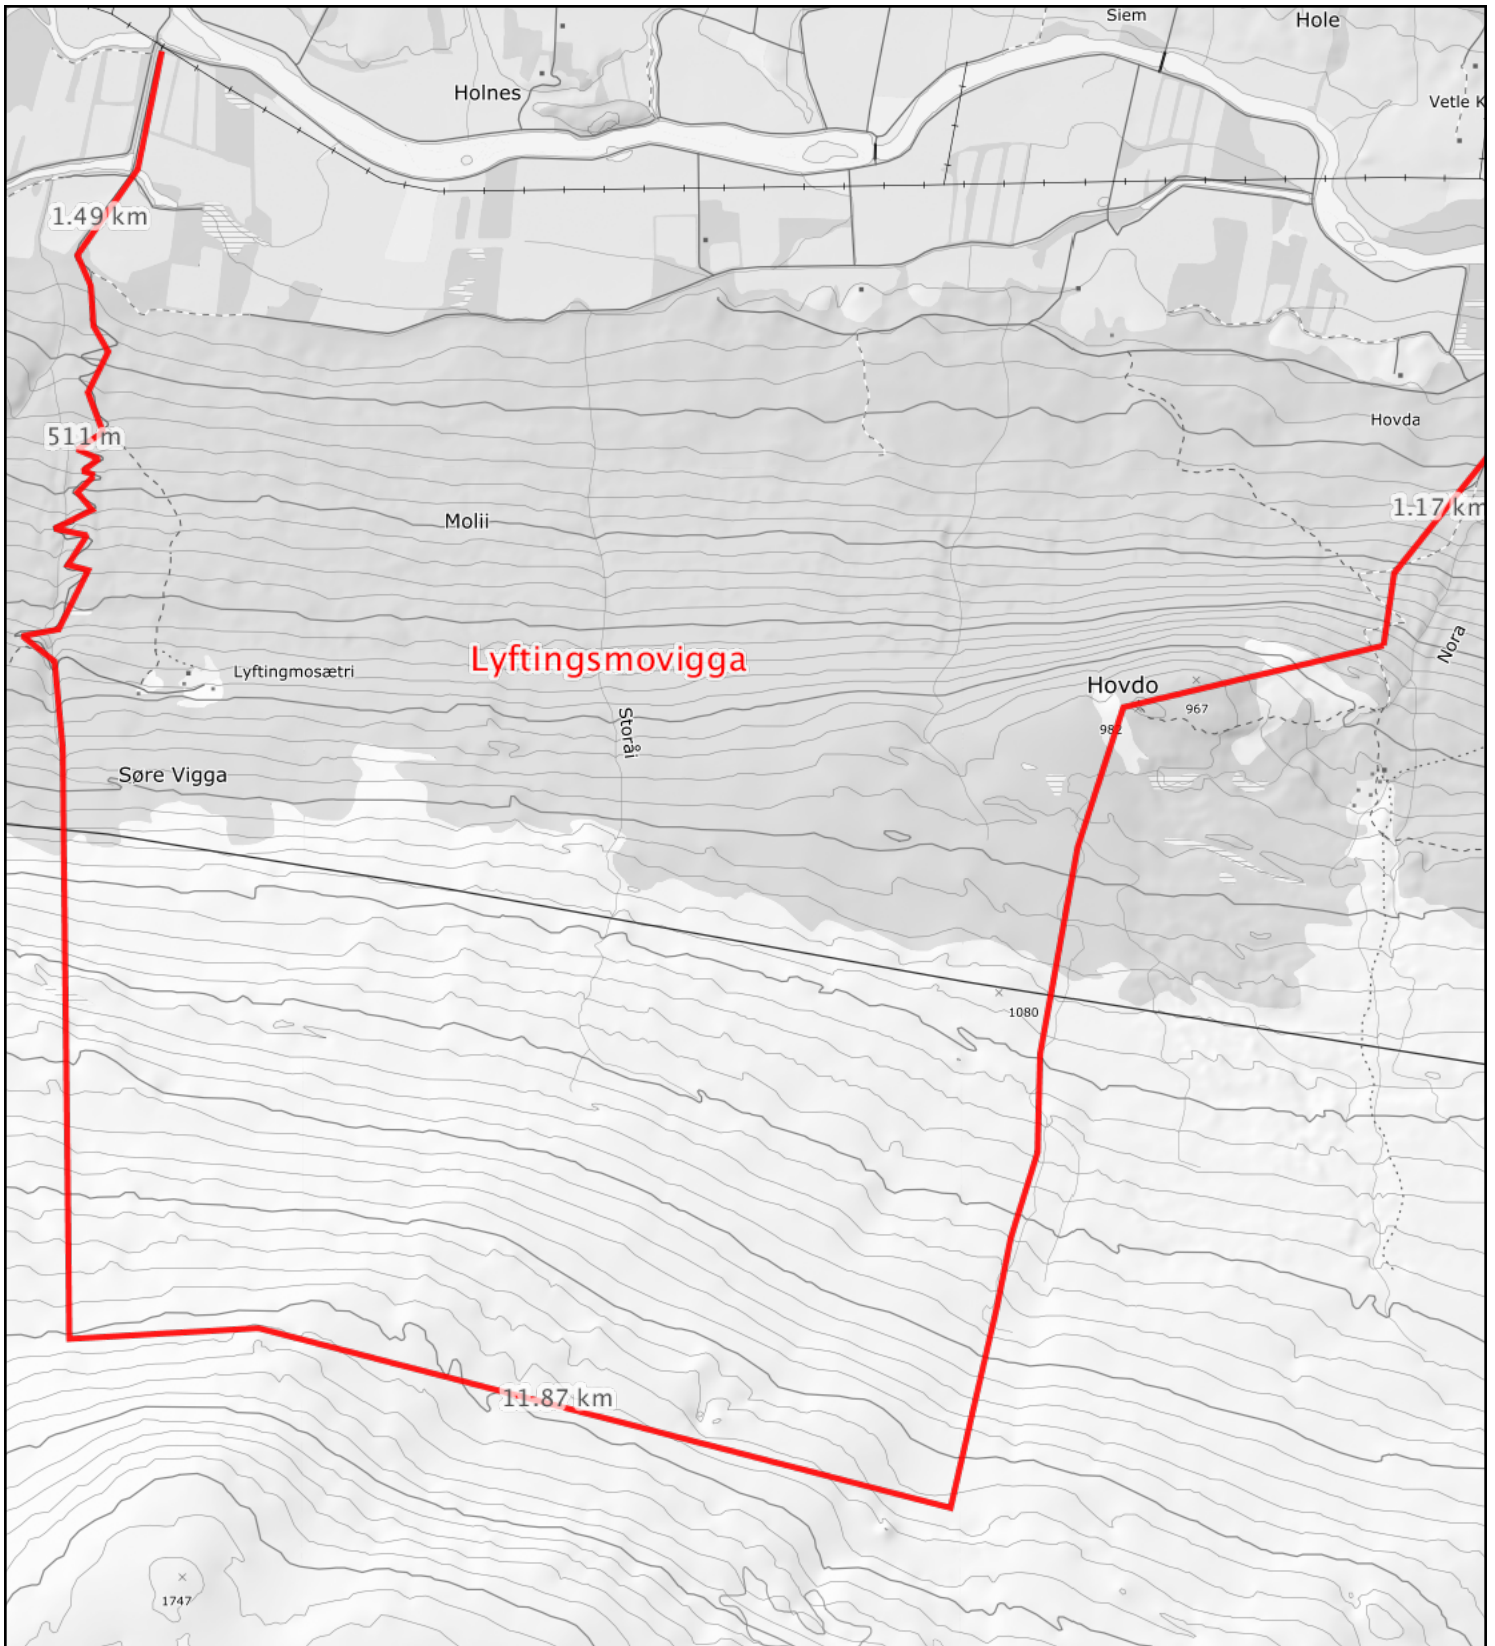 Siem
Hole
Holnes
Vetle K
1.49 km
Hovda
511 m
1.17 km
Molii
Nora
Lyftingsmovigga
Lyftingmosætri
Hovdo
967
982
Storåi
Søre Vigga
1080
11.87 km
1747